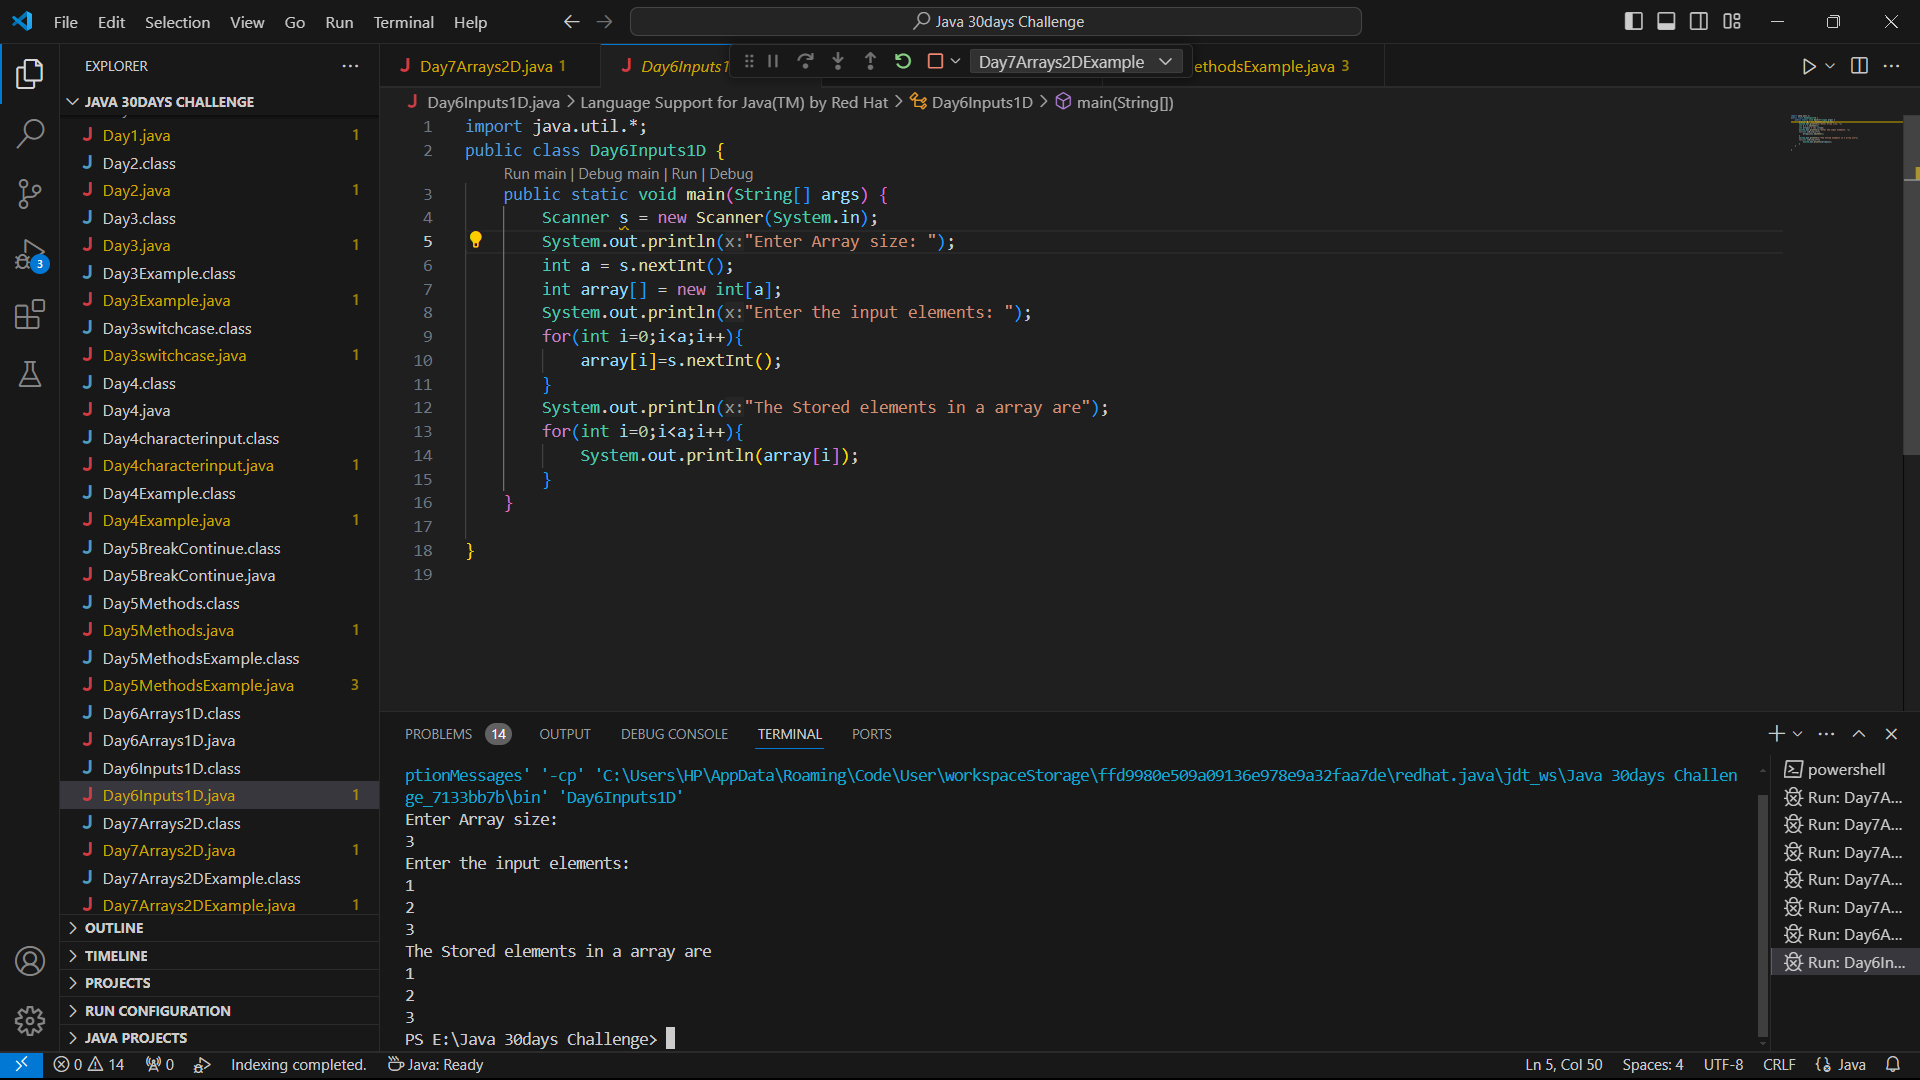 File Edit Selection View Go Run Terminal Help
Java 30days Challenge
EXPLORER
JAVA 30DAYS CHALLENGE
Day1.java 1
Day2.class
Day2.java 1
Day3.class
Day3.java 1
Day3Example.class
Day3Example.java 1
Day3switchcase.class
Day3switchcase.java 1
Day4.class
Day4.java
Day4characterinput.class
Day4characterinput.java 1
Day4Example.class
Day4Example.java 1
Day5BreakContinue.class
Day5BreakContinue.java
Day5Methods.class
Day5Methods.java 1
Day5MethodsExample.class
Day5MethodsExample.java 3
Day6Arrays1D.class
Day6Arrays1D.java
Day6Inputs1D.class
Day6Inputs1D.java 1
Day7Arrays2D.class
Day7Arrays2D.java 1
Day7Arrays2DExample.class
Day7Arrays2DExample.java 1
OUTLINE
TIMELINE
PROJECTS
RUN CONFIGURATION
JAVA PROJECTS
3
Day7Arrays2D.java 1
Day6Inputs1
Day7Arrays2DExample
ethodsExample.java 3
Day6Inputs1D.java > Language Support for Java(TM) by Red Hat > Day6Inputs1D > main(String[])
1 import java.util.*;
2 public class Day6Inputs1D {
Run main | Debug main | Run | Debug
3 public static void main(String[] args) {
4 Scanner s = new Scanner(System.in);
5 System.out.println(x:"Enter Array size: ");
6 int a = s.nextInt();
7 int array[] = new int[a];
8 System.out.println(x:"Enter the input elements: ");
9 for(int i=0;i<a;i++){
10 array[i]=s.nextInt();
11 }
12 System.out.println(x:"The Stored elements in a array are");
13 for(int i=0;i<a;i++){
14 System.out.println(array[i]);
15 }
16 }
17
18 }
19
PROBLEMS 14 OUTPUT DEBUG CONSOLE TERMINAL PORTS
ptionMessages' '-cp' 'C:\Users\HP\AppData\Roaming\Code\User\workspaceStorage\ffd9980e509a09136e978e9a32faa7de\redhat.java\jdt_ws\Java 30days Challen
ge_7133bb7b\bin' 'Day6Inputs1D'
Enter Array size:
3
Enter the input elements:
1
2
3
The Stored elements in a array are
1
2
3
PS E:\Java 30days Challenge>
powershell
Run: Day7A...
Run: Day7A...
Run: Day7A...
Run: Day7A...
Run: Day7A...
Run: Day6A...
Run: Day6In...
0 14 0 Indexing completed. Java: Ready
Ln 5, Col 50 Spaces: 4 UTF-8 CRLF Java